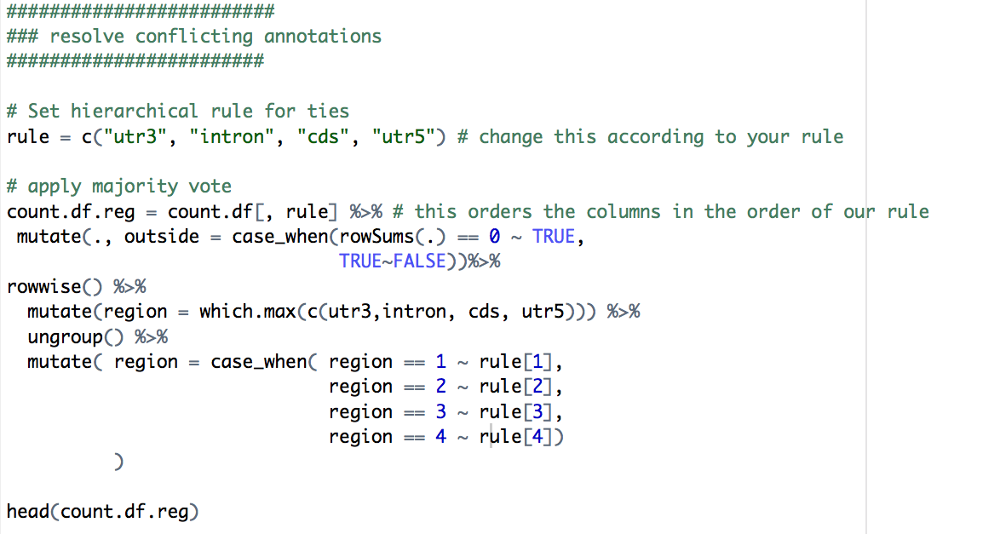 #########################
### resolve conflicting annotations
########################
# Set hierarchical rule for ties
rule = c("utr3", "intron", "cds", "utr5") # change this according to your rule
# apply majority vote
count.df.reg = count.df[, rule] %>% # this orders the columns in the order of our rule
 mutate(., outside = case_when(rowSums(.) == 0 ~ TRUE,
                               TRUE~FALSE))%>%
rowwise() %>%
  mutate(region = which.max(c(utr3,intron, cds, utr5))) %>%
  ungroup() %>%
  mutate( region = case_when( region == 1 ~ rule[1],
                              region == 2 ~ rule[2],
                              region == 3 ~ rule[3],
                              region == 4 ~ rule[4])
          )
head(count.df.reg)